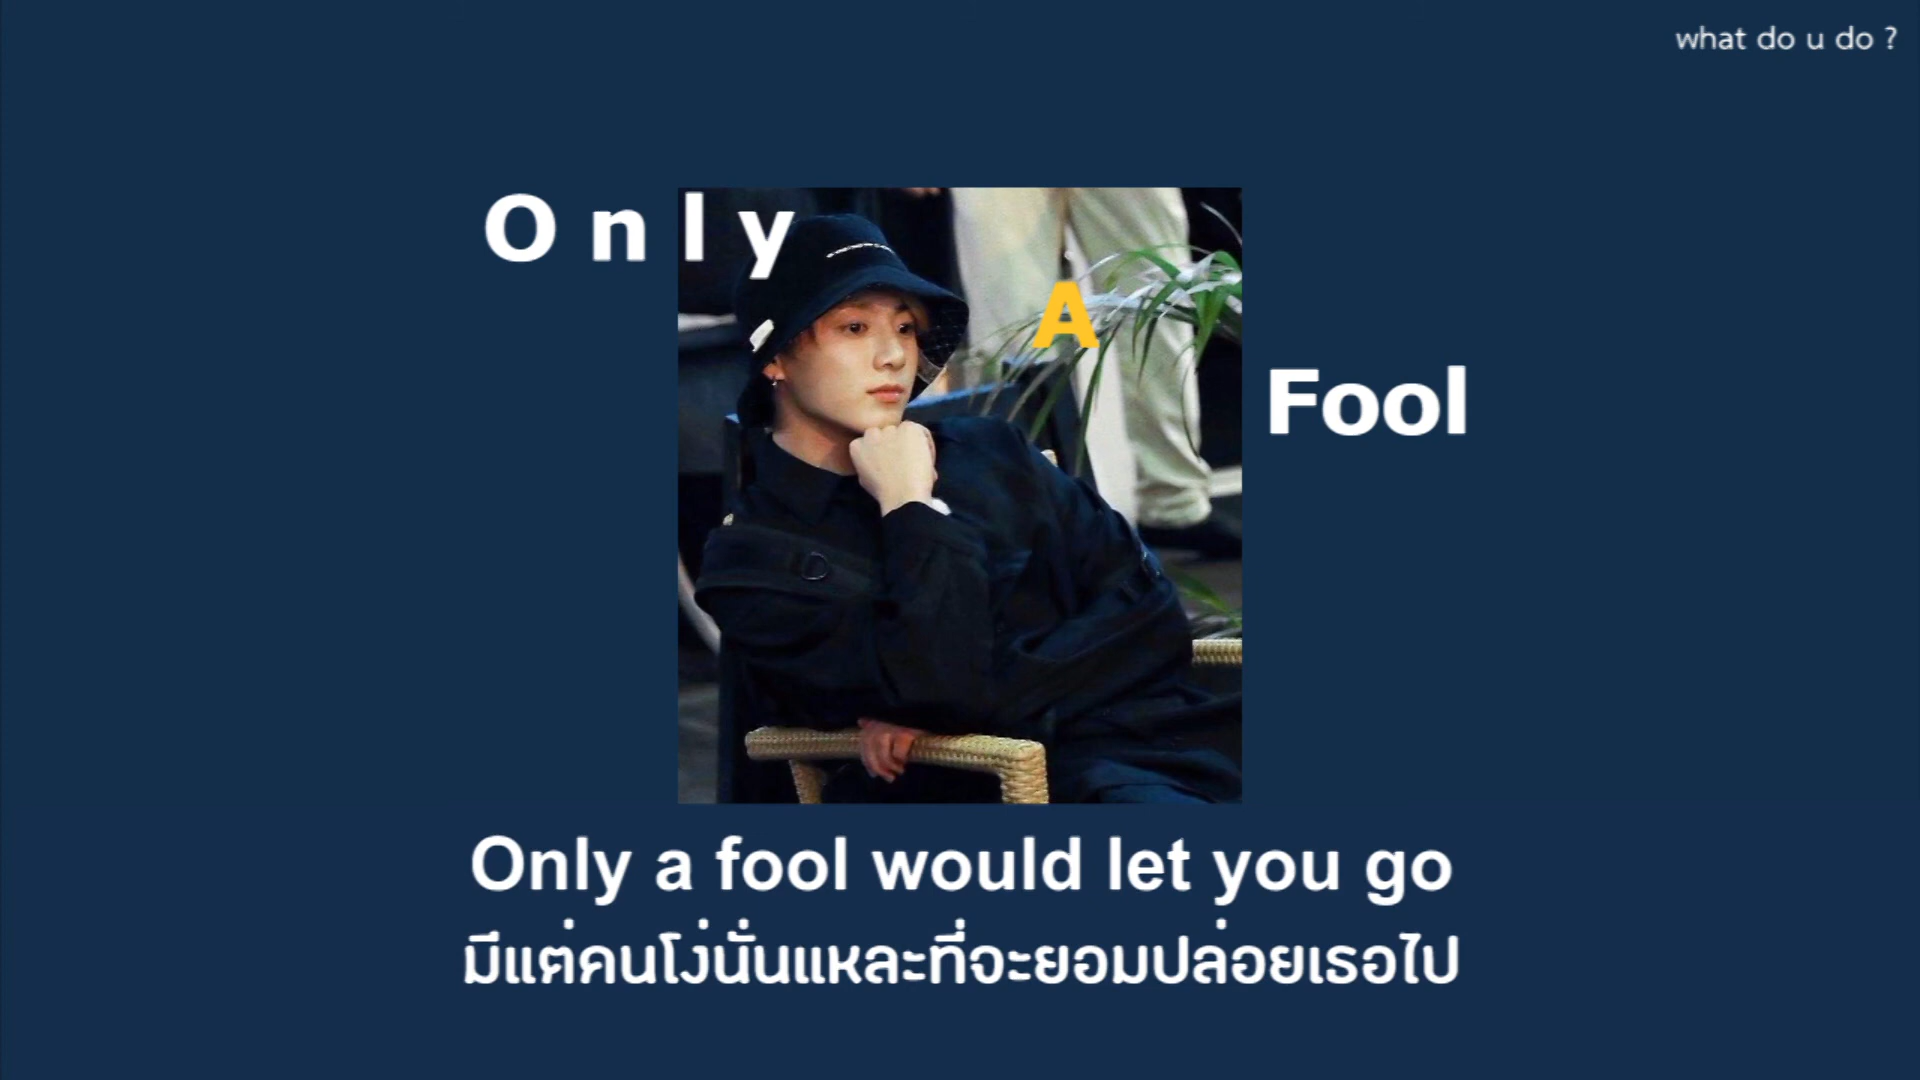 what do u do ?
Only
A
Fool
Only a fool would let you go
มีแต่คนโง่นั่นแหละที่จะยอมปล่อยเธอไป